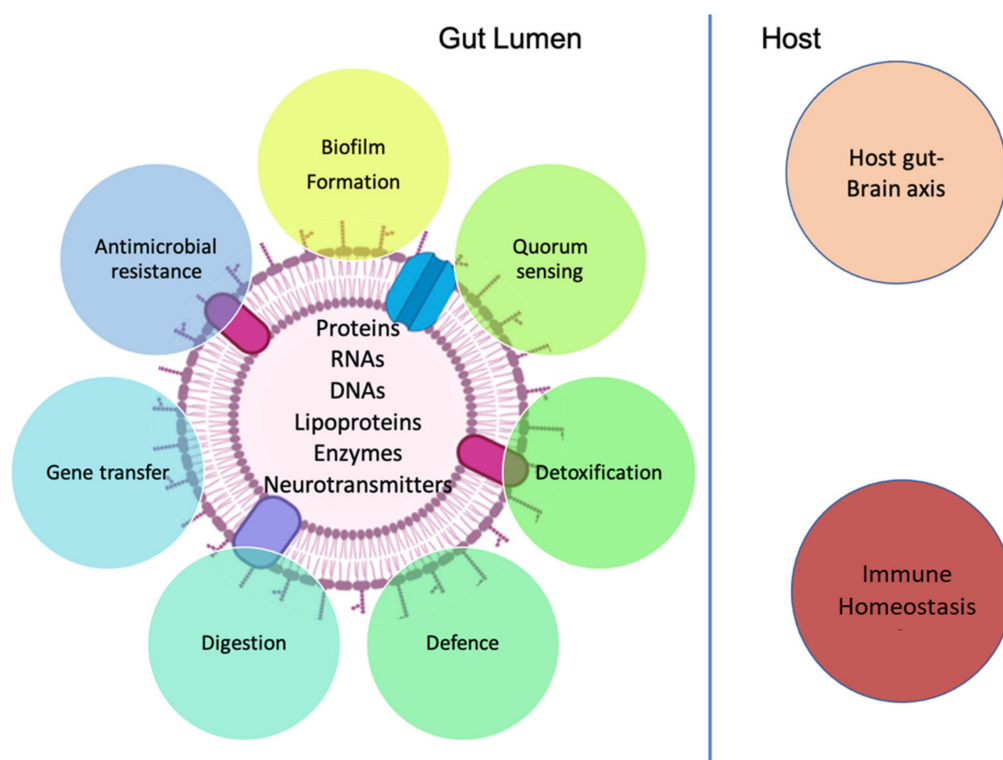 Gut Lumen
Host
Biofilm
Formation
Antimicrobial
resistance
Quorum
sensing
Gene transfer
Detoxification
Digestion
Defence
Proteins
RNAs
DNAs
Lipoproteins
Enzymes
Neurotransmitters
Host gut-
Brain axis
Immune
Homeostasis